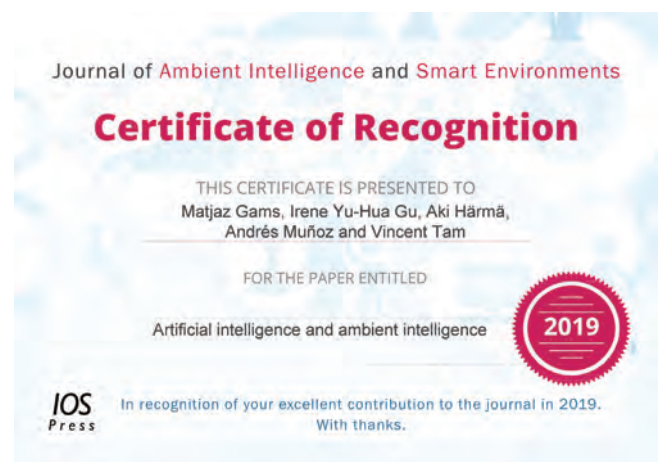 Journal of Ambient Intelligence and Smart Environments
Certificate of Recognition
THIS CERTIFICATE IS PRESENTED TO
Matjaz Gams, Irene Yu-Hua Gu, Aki Härmä,
Andrés Muñoz and Vincent Tam
FOR THE PAPER ENTITLED
Artificial intelligence and ambient intelligence
2019
IOS
Press
In recognition of your excellent contribution to the journal in 2019.
With thanks.